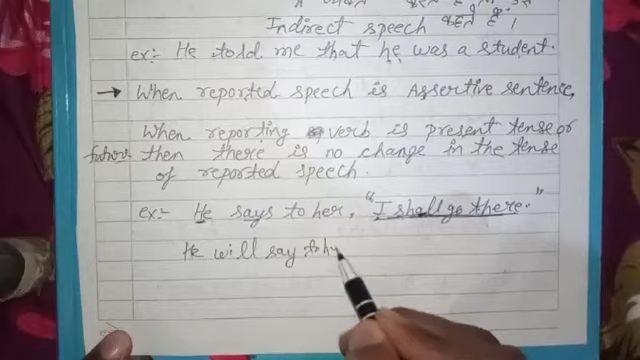 Indirect speech कहते हैं।
ex:- He told me that he was a student.
→ When reported speech is Assertive sentence,
When reporting verb is present tense or
future then there is no change in the tense
of reported speech.
ex:- He says to her, "I shall go there."
He will say to h